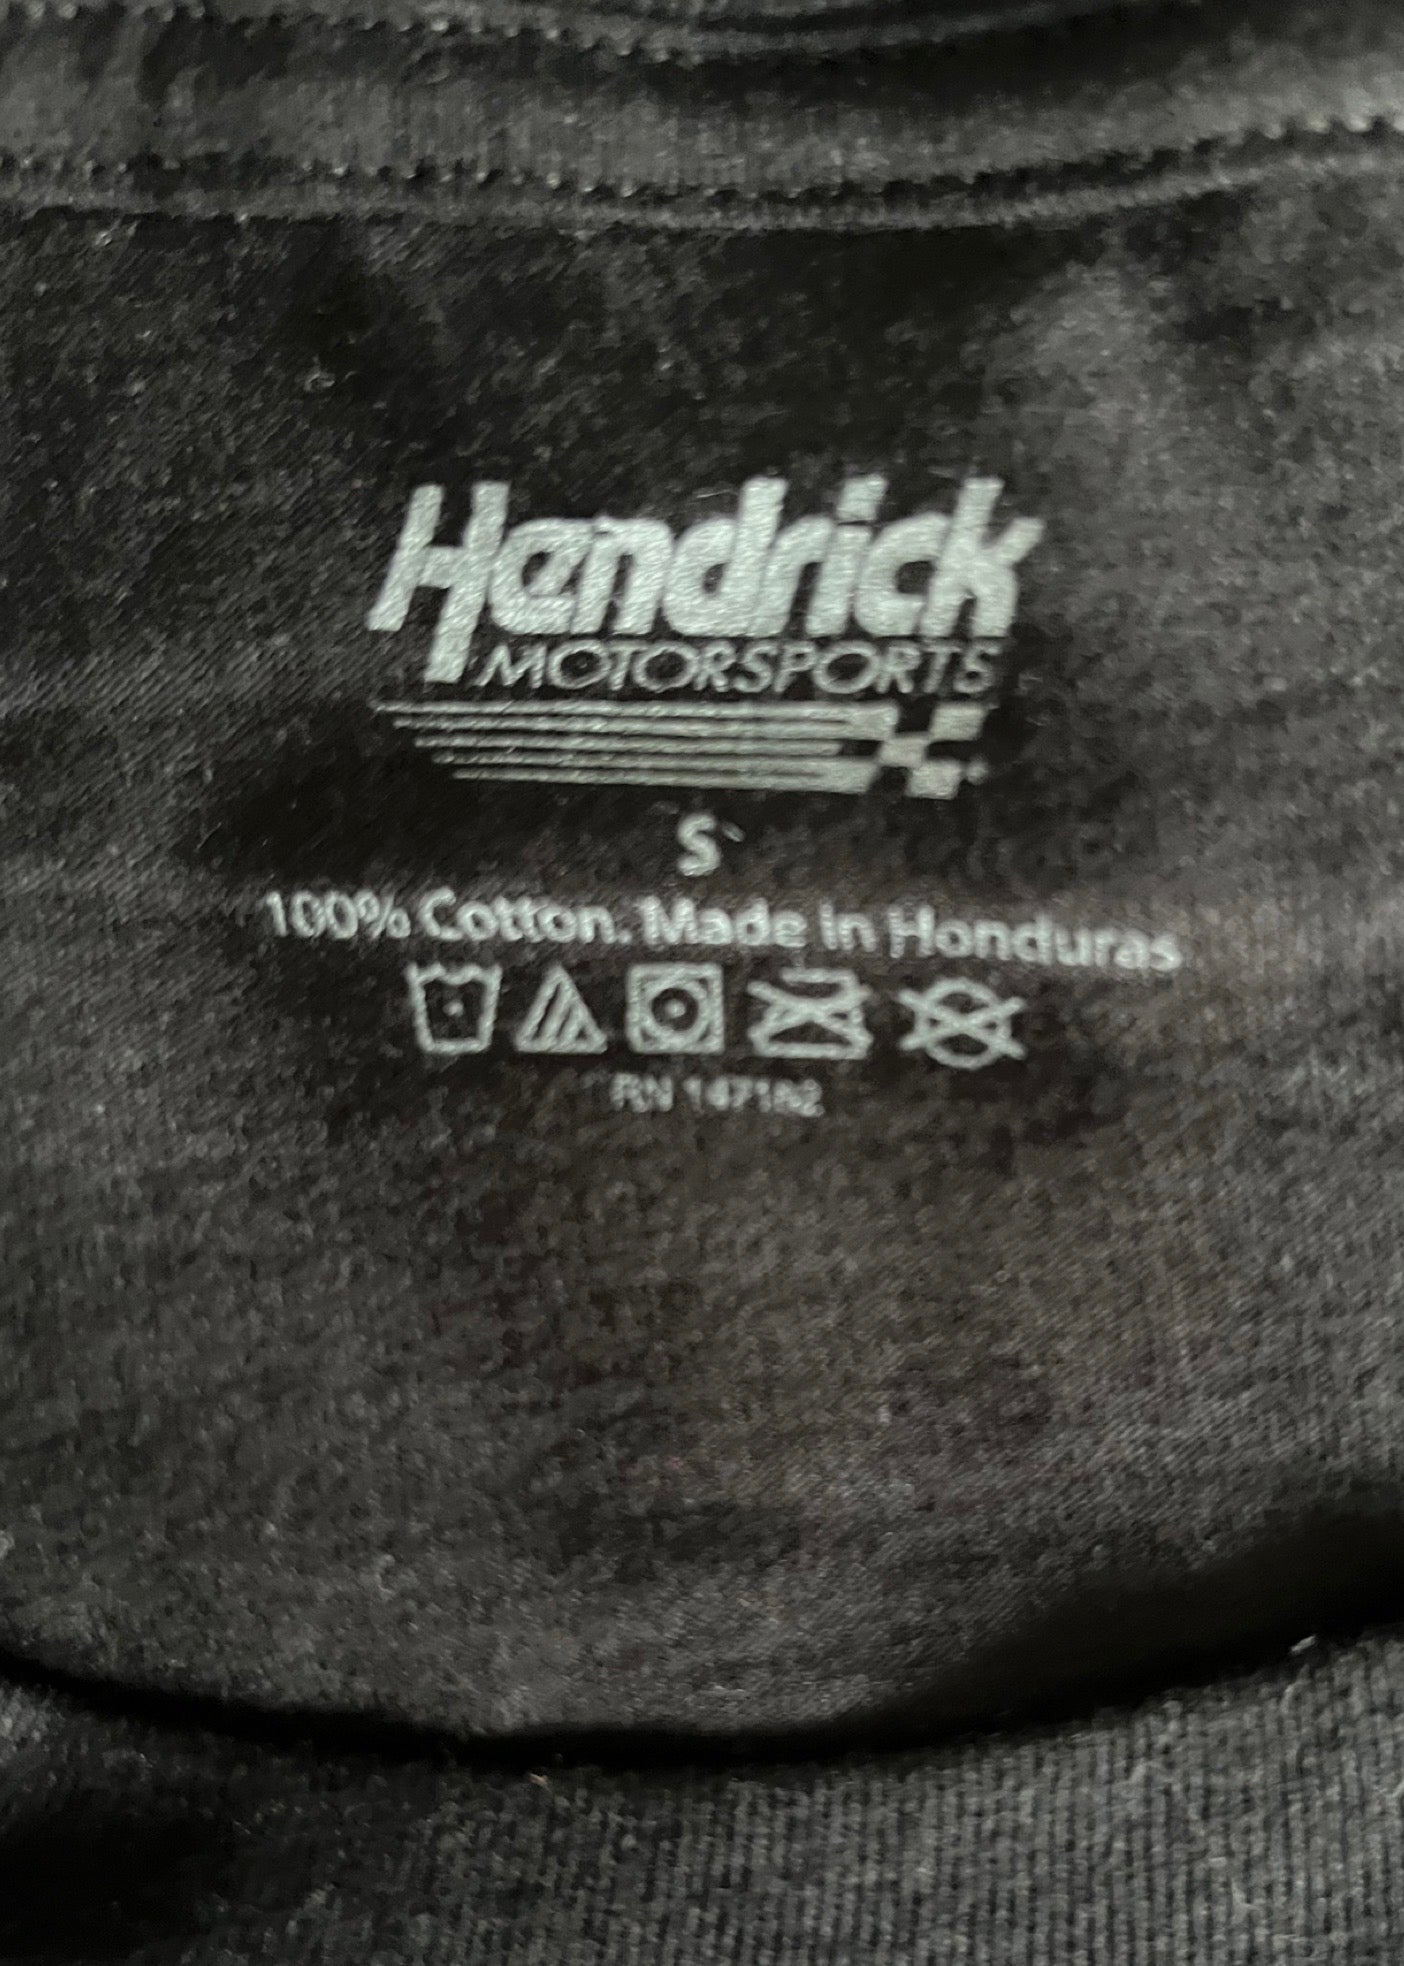 Hendrick
MOTORSPORTS
S
100% Cotton. Made in Honduras
RN 147182